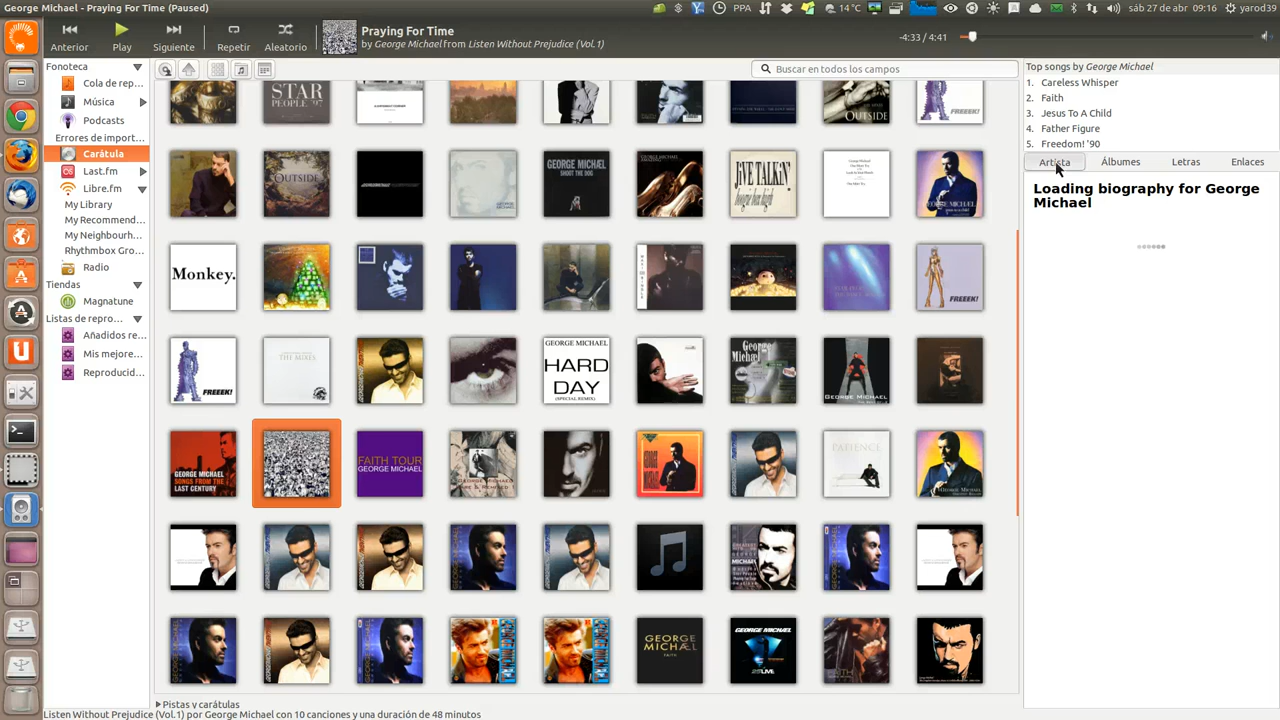 George Michael - Praying For Time (Paused)
PPA
14°C
sáb 27 de abr
09:16
yarod39
Anterior
Play
Siguiente
Repetir
Aleatorio
Praying For Time
by George Michael from Listen Without Prejudice (Vol.1)
-4:33 / 4:41
Fonoteca
Cola de rep...
Música
Podcasts
Errores de import...
Carátula
Last.fm
Libre.fm
My Library
My Recommend...
My Neighbourh...
Rhythmbox Gro...
Radio
Tiendas
Magnatune
Listas de repro...
Añadidos re...
Mis mejore...
Reproducid...
Buscar en todos los campos
STAR
PEOPLE '97
OUTSIDE
FREEEK!
OUTSIDE
GEORGE MICHAEL
SHOOT THE DOG
JIVE TALKIN'
Monkey.
FREEEK!
FREEEK!
THE MIXES
GEORGE MICHAEL
HARD
DAY
(SPECIAL REMIX)
George
Michael
GEORGE MICHAEL
GEORGE MICHAEL
SONGS FROM THE
LAST CENTURY
FAITH TOUR
GEORGE MICHAEL
PATIENCE
GEORGE
MICHAEL
FAITH
GEORGE MICHAEL
Top songs by George Michael
1. Careless Whisper
2. Faith
3. Jesus To A Child
4. Father Figure
5. Freedom! '90
Artista
Albumes
Letras
Enlaces
Loading biography for George
Michael
Pistas y carátulas
Listen Without Prejudice (Vol.1) por George Michael con 10 canciones y una duración de 48 minutos